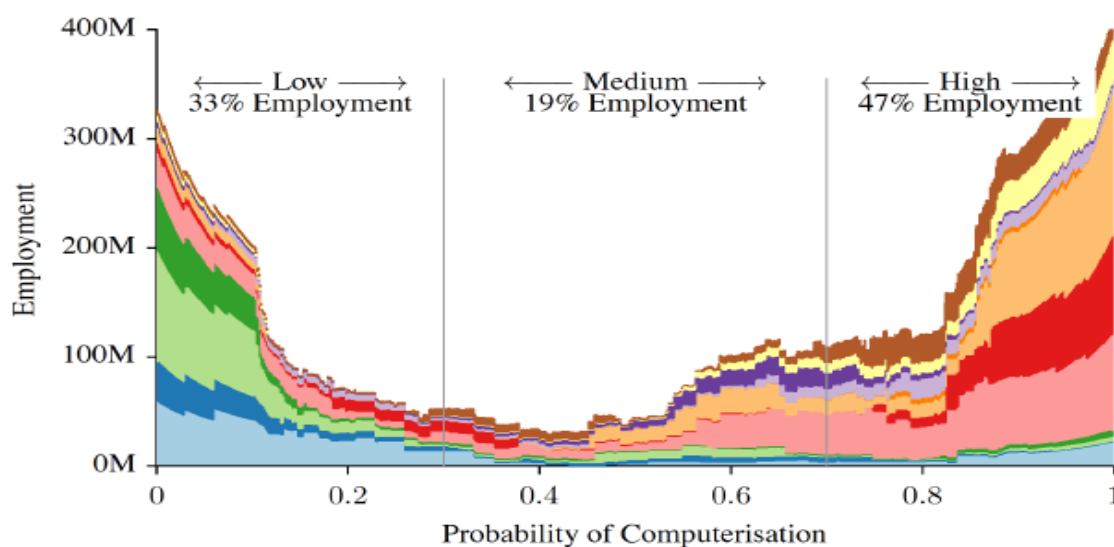 400M
300M
200M
100M
0M
Employment
←—— Low ——→
33% Employment
←—— Medium ——→
19% Employment
←—— High ——→
47% Employment
0 0.2 0.4 0.6 0.8 1
Probability of Computerisation